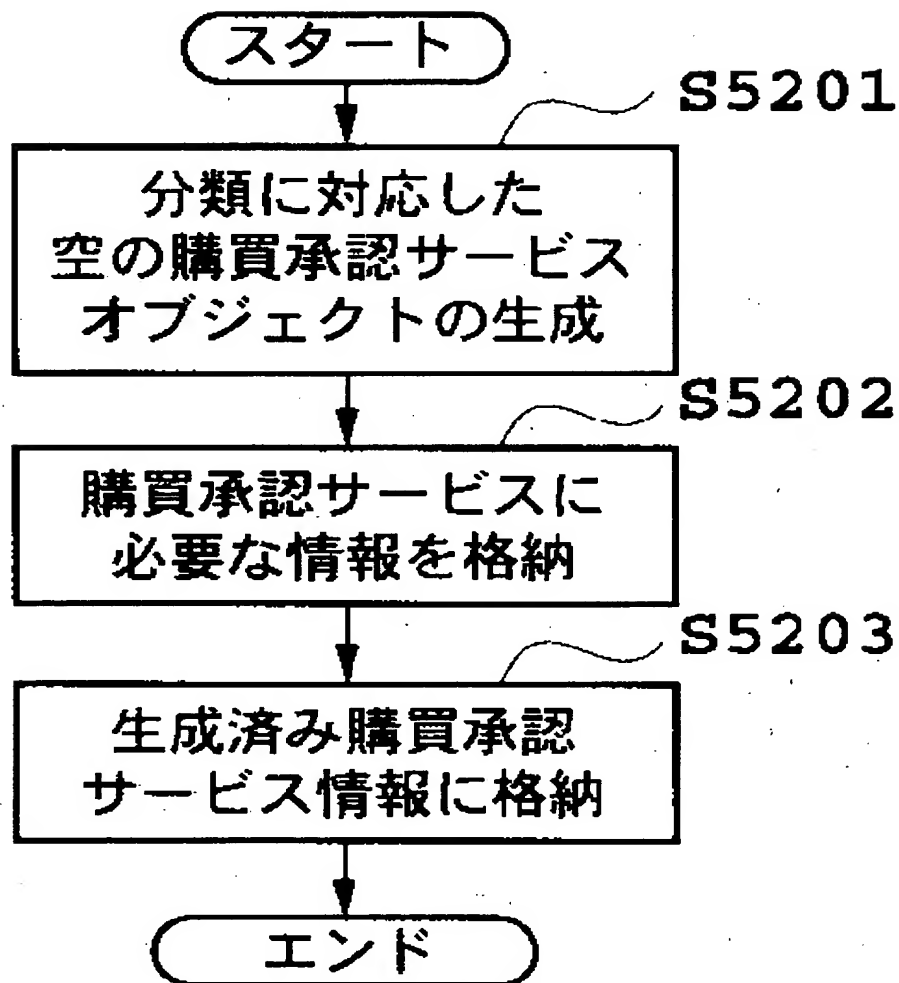 スタート
S5201
分類に対応した
空の購買承認サービス
オブジェクトの生成
S5202
購買承認サービスに
必要な情報を格納
S5203
生成済み購買承認
サービス情報に格納
エンド